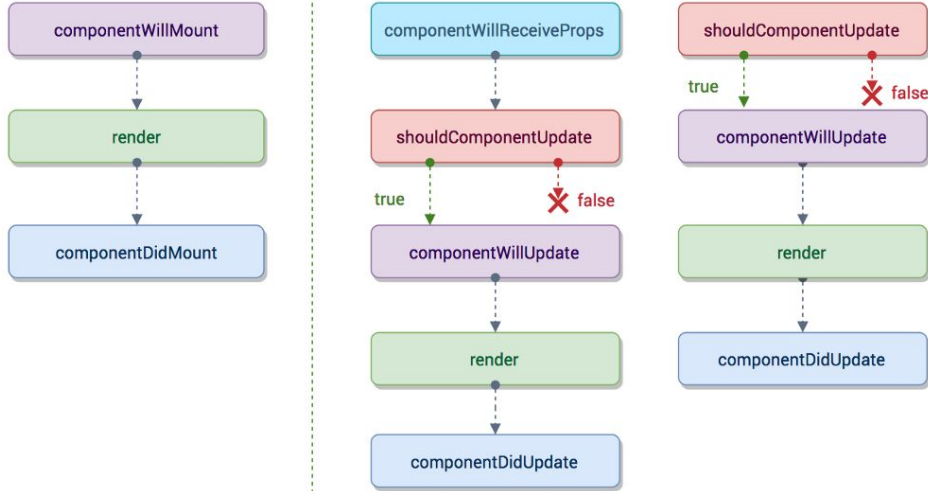 componentWillMount
render
componentDidMount
componentWillReceiveProps
shouldComponentUpdate
true
false
componentWillUpdate
render
componentDidUpdate
shouldComponentUpdate
true
false
componentWillUpdate
render
componentDidUpdate